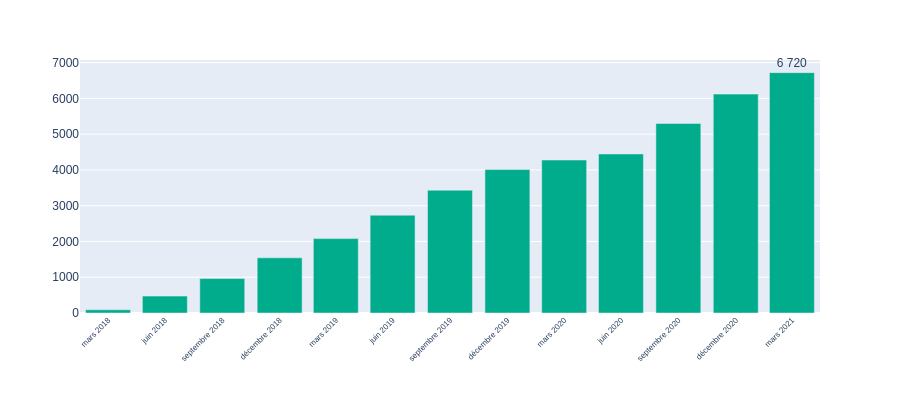 7000
6000
5000
4000
3000
2000
1000
0
6 720
mars 2018
juin 2018
septembre 2018
décembre 2018
mars 2019
juin 2019
septembre 2019
décembre 2019
mars 2020
juin 2020
septembre 2020
décembre 2020
mars 2021